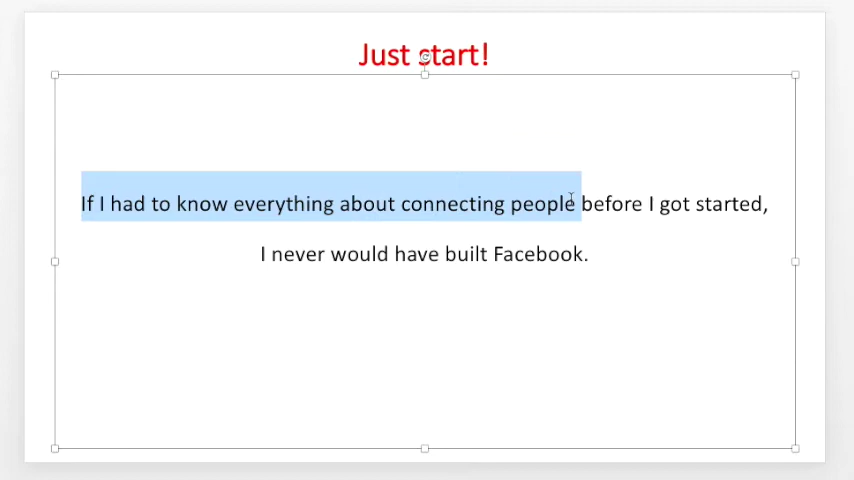 Just start!
If I had to know everything about connecting people before I got started,
I never would have built Facebook.